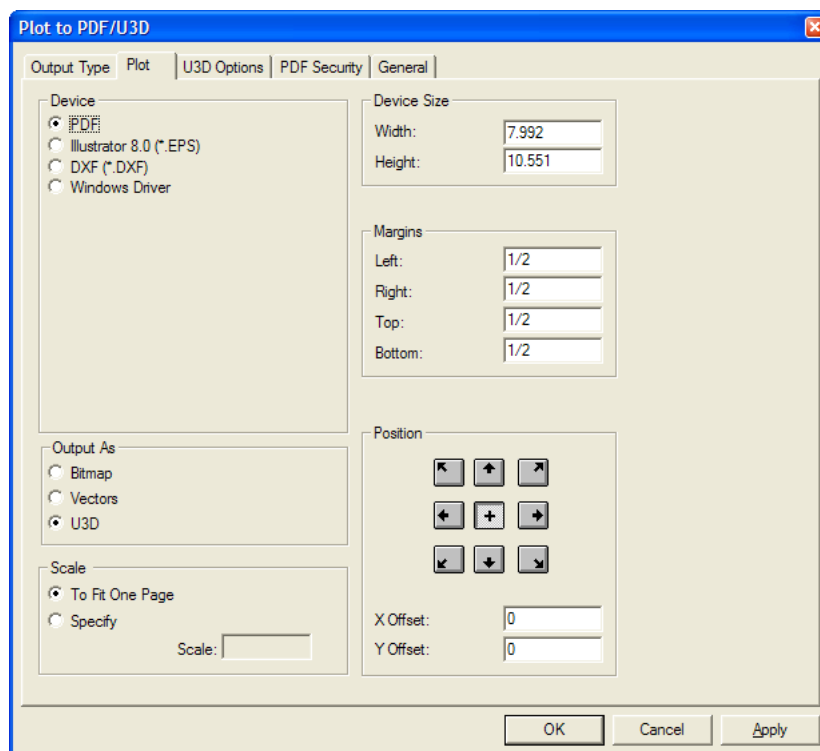 Plot to PDF/U3D
Output Type
Plot
U3D Options
PDF Security
General
Device
PDF
Illustrator 8.0 (*.EPS)
DXF (*.DXF)
Windows Driver
Output As
Bitmap
Vectors
U3D
Scale
To Fit One Page
Specify
Scale:
Device Size
Width: 7.992
Height: 10.551
Margins
Left: 1/2
Right: 1/2
Top: 1/2
Bottom: 1/2
Position
X Offset: 0
Y Offset: 0
OK
Cancel
Apply